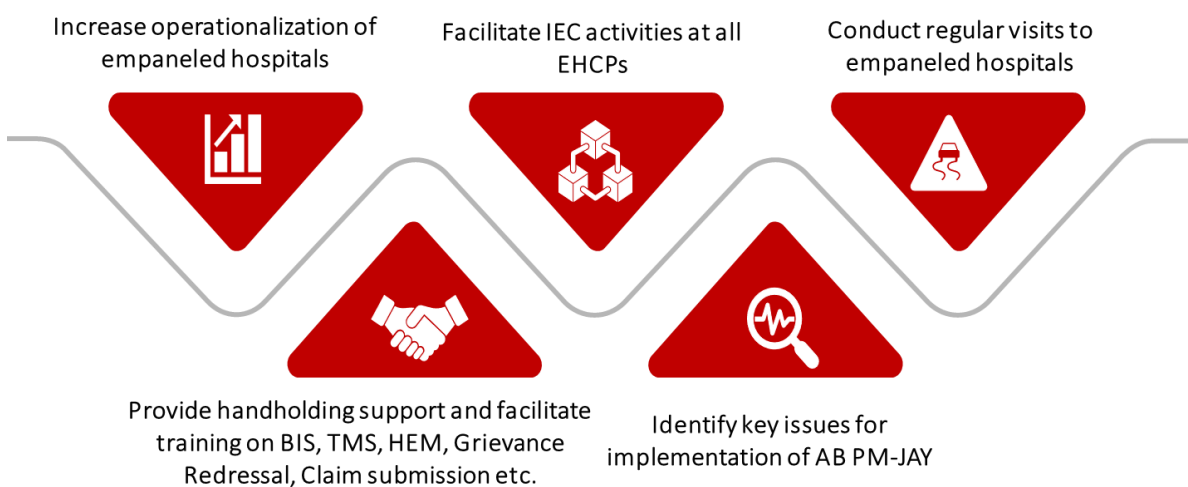 Increase operationalization of
empaneled hospitals
Facilitate IEC activities at all
EHCPs
Conduct regular visits to
empaneled hospitals
Provide handholding support and facilitate
training on BIS, TMS, HEM, Grievance
Redressal, Claim submission etc.
Identify key issues for
implementation of AB PM-JAY